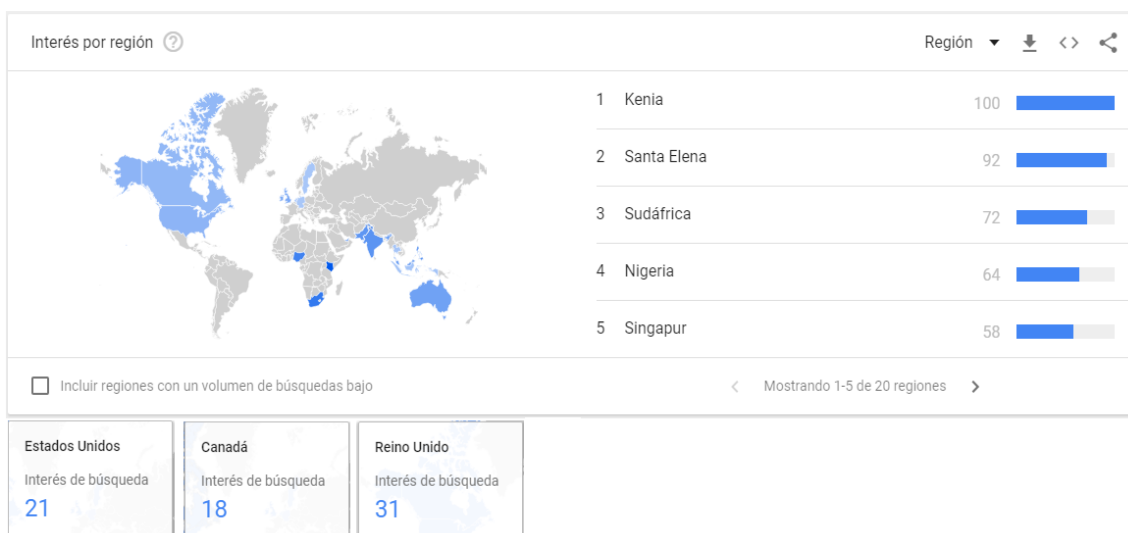 Interés por región ? Región
1 Kenia 100
2 Santa Elena 92
3 Sudáfrica 72
4 Nigeria 64
5 Singapur 58
Incluir regiones con un volumen de búsquedas bajo Mostrando 1-5 de 20 regiones
Estados Unidos Canadá Reino Unido
Interés de búsqueda Interés de búsqueda Interés de búsqueda
21 18 31